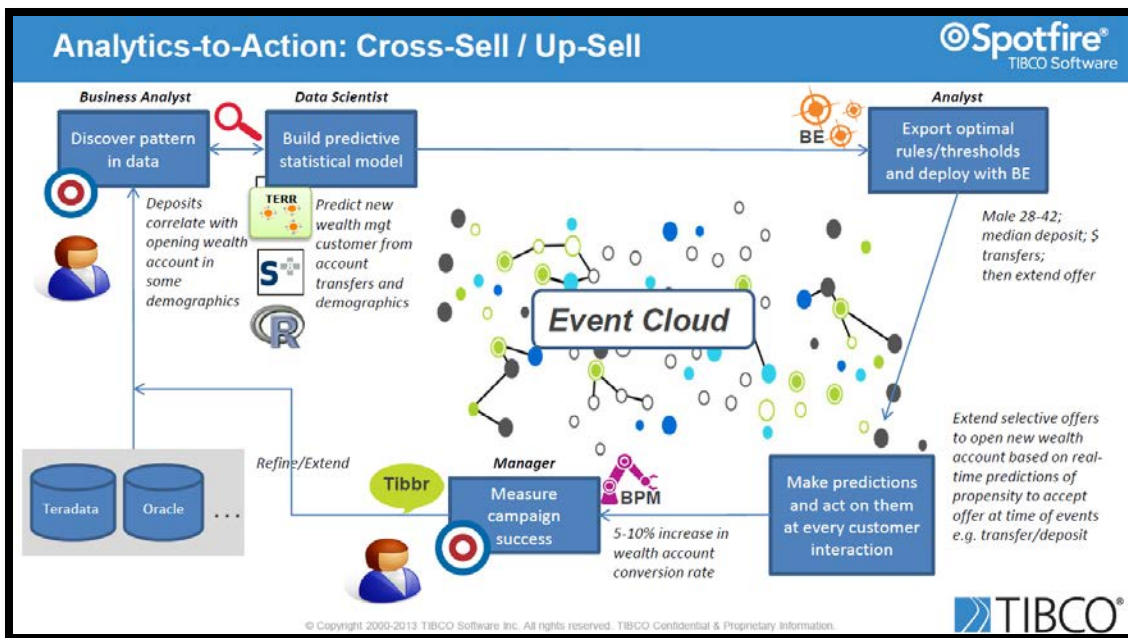 Analytics-to-Action: Cross-Sell / Up-Sell
Spotfire®
TIBCO Software
Business Analyst
Discover pattern
in data
Data Scientist
Build predictive
statistical model
BE
Analyst
Export optimal
rules/thresholds
and deploy with BE
Deposits
correlate with
opening wealth
account in
some
demographics
TERR
S
R
Predict new
wealth mgt
customer from
account
transfers and
demographics
Male 28-42;
median deposit; $
transfers;
then extend offer
Event Cloud
Extend selective offers
to open new wealth
account based on real-
time predictions of
propensity to accept
offer at time of events
e.g. transfer/deposit
Make predictions
and act on them
at every customer
interaction
BPM
5-10% increase in
wealth account
conversion rate
Manager
Measure
campaign
success
Tibbr
Refine/Extend
Teradata
Oracle
...
© Copyright 2000-2013 TIBCO Software Inc. All rights reserved. TIBCO Confidential & Proprietary Information.
TIBCO®